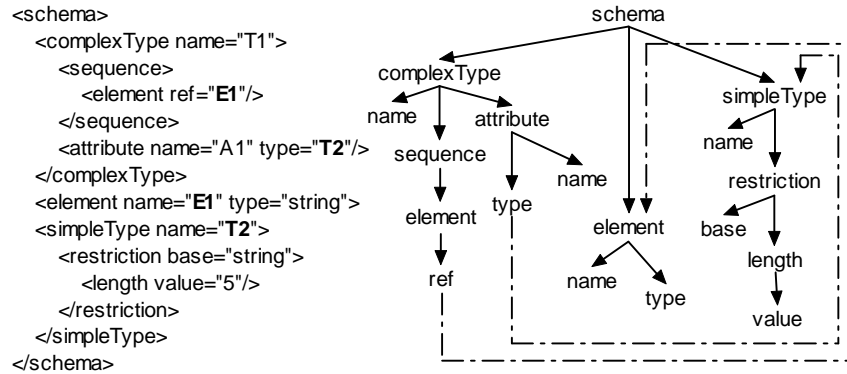 <schema>
<complexType name="T1">
<sequence>
<element ref="E1"/>
</sequence>
<attribute name="A1" type="T2"/>
</complexType>
<element name="E1" type="string">
<simpleType name="T2">
<restriction base="string">
<length value="5"/>
</restriction>
</simpleType>
</schema>
schema
complexType
simpleType
name
attribute
name
sequence
name
restriction
element
type
element
base
length
ref
name
type
value